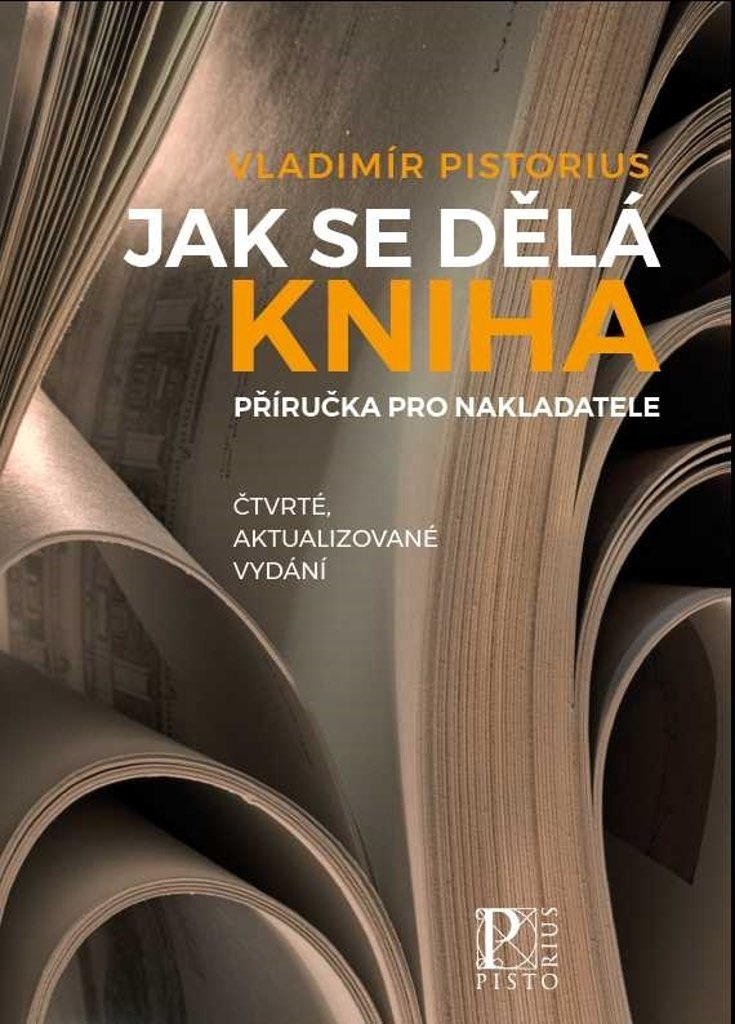 VLADIMÍR PISTORIUS
JAK SE DĚLÁ
KNIHA
PŘÍRUČKA PRO NAKLADATELE
ČTVRTÉ,
AKTUALIZOVANÉ
VYDÁNÍ
P
PISTO
RIUS